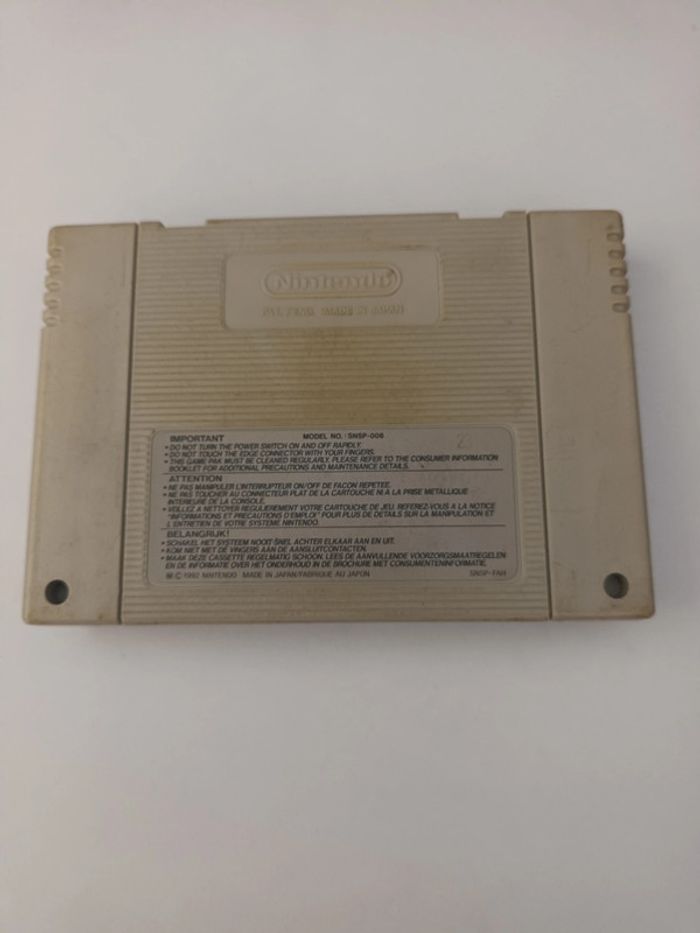 Nintendo
PAT. PEND. MADE IN JAPAN
IMPORTANT MODEL NO.: SNSP-006
• DO NOT TURN THE POWER SWITCH ON AND OFF RAPIDLY.
• DO NOT TOUCH THE EDGE CONNECTOR WITH YOUR FINGERS.
• THIS GAME PAK MUST BE CLEANED REGULARLY. PLEASE REFER TO THE CONSUMER INFORMATION
BOOKLET FOR ADDITIONAL PRECAUTIONS AND MAINTENANCE DETAILS.
ATTENTION
• NE PAS MANIPULER L'INTERRUPTEUR ON/OFF DE FACON REPETEE.
• NE PAS TOUCHER AU CONNECTEUR PLAT DE LA CARTOUCHE NI A LA PRISE METALLIQUE
INTERIEURE DE LA CONSOLE.
• VEILLEZ A NETTOYER REGULIEREMENT VOTRE CARTOUCHE DE JEU. REFEREZ-VOUS A LA NOTICE
"INFORMATIONS ET PRECAUTIONS D'EMPLOI" POUR PLUS DE DETAILS SUR LA MANIPULATION ET
L'ENTRETIEN DE VOTRE SYSTEME NINTENDO.
BELANGRIJK!
• SCHAKEL HET SYSTEEM NOOIT SNEL ACHTER ELKAAR AAN EN UIT.
• KOM NIET MET DE VINGERS AAN DE AANSLUITCONTACTEN.
• MAAK DEZE CASSETTE REGELMATIG SCHOON. LEES DE AANVULLENDE VOORZORGSMAATREGELEN
EN DE INFORMATIE OVER HET ONDERHOUD IN DE BROCHURE MET CONSUMENTENINFORMATIE.
© 1992 NINTENDO MADE IN JAPAN/FABRIQUE AU JAPON SNSP-FAH